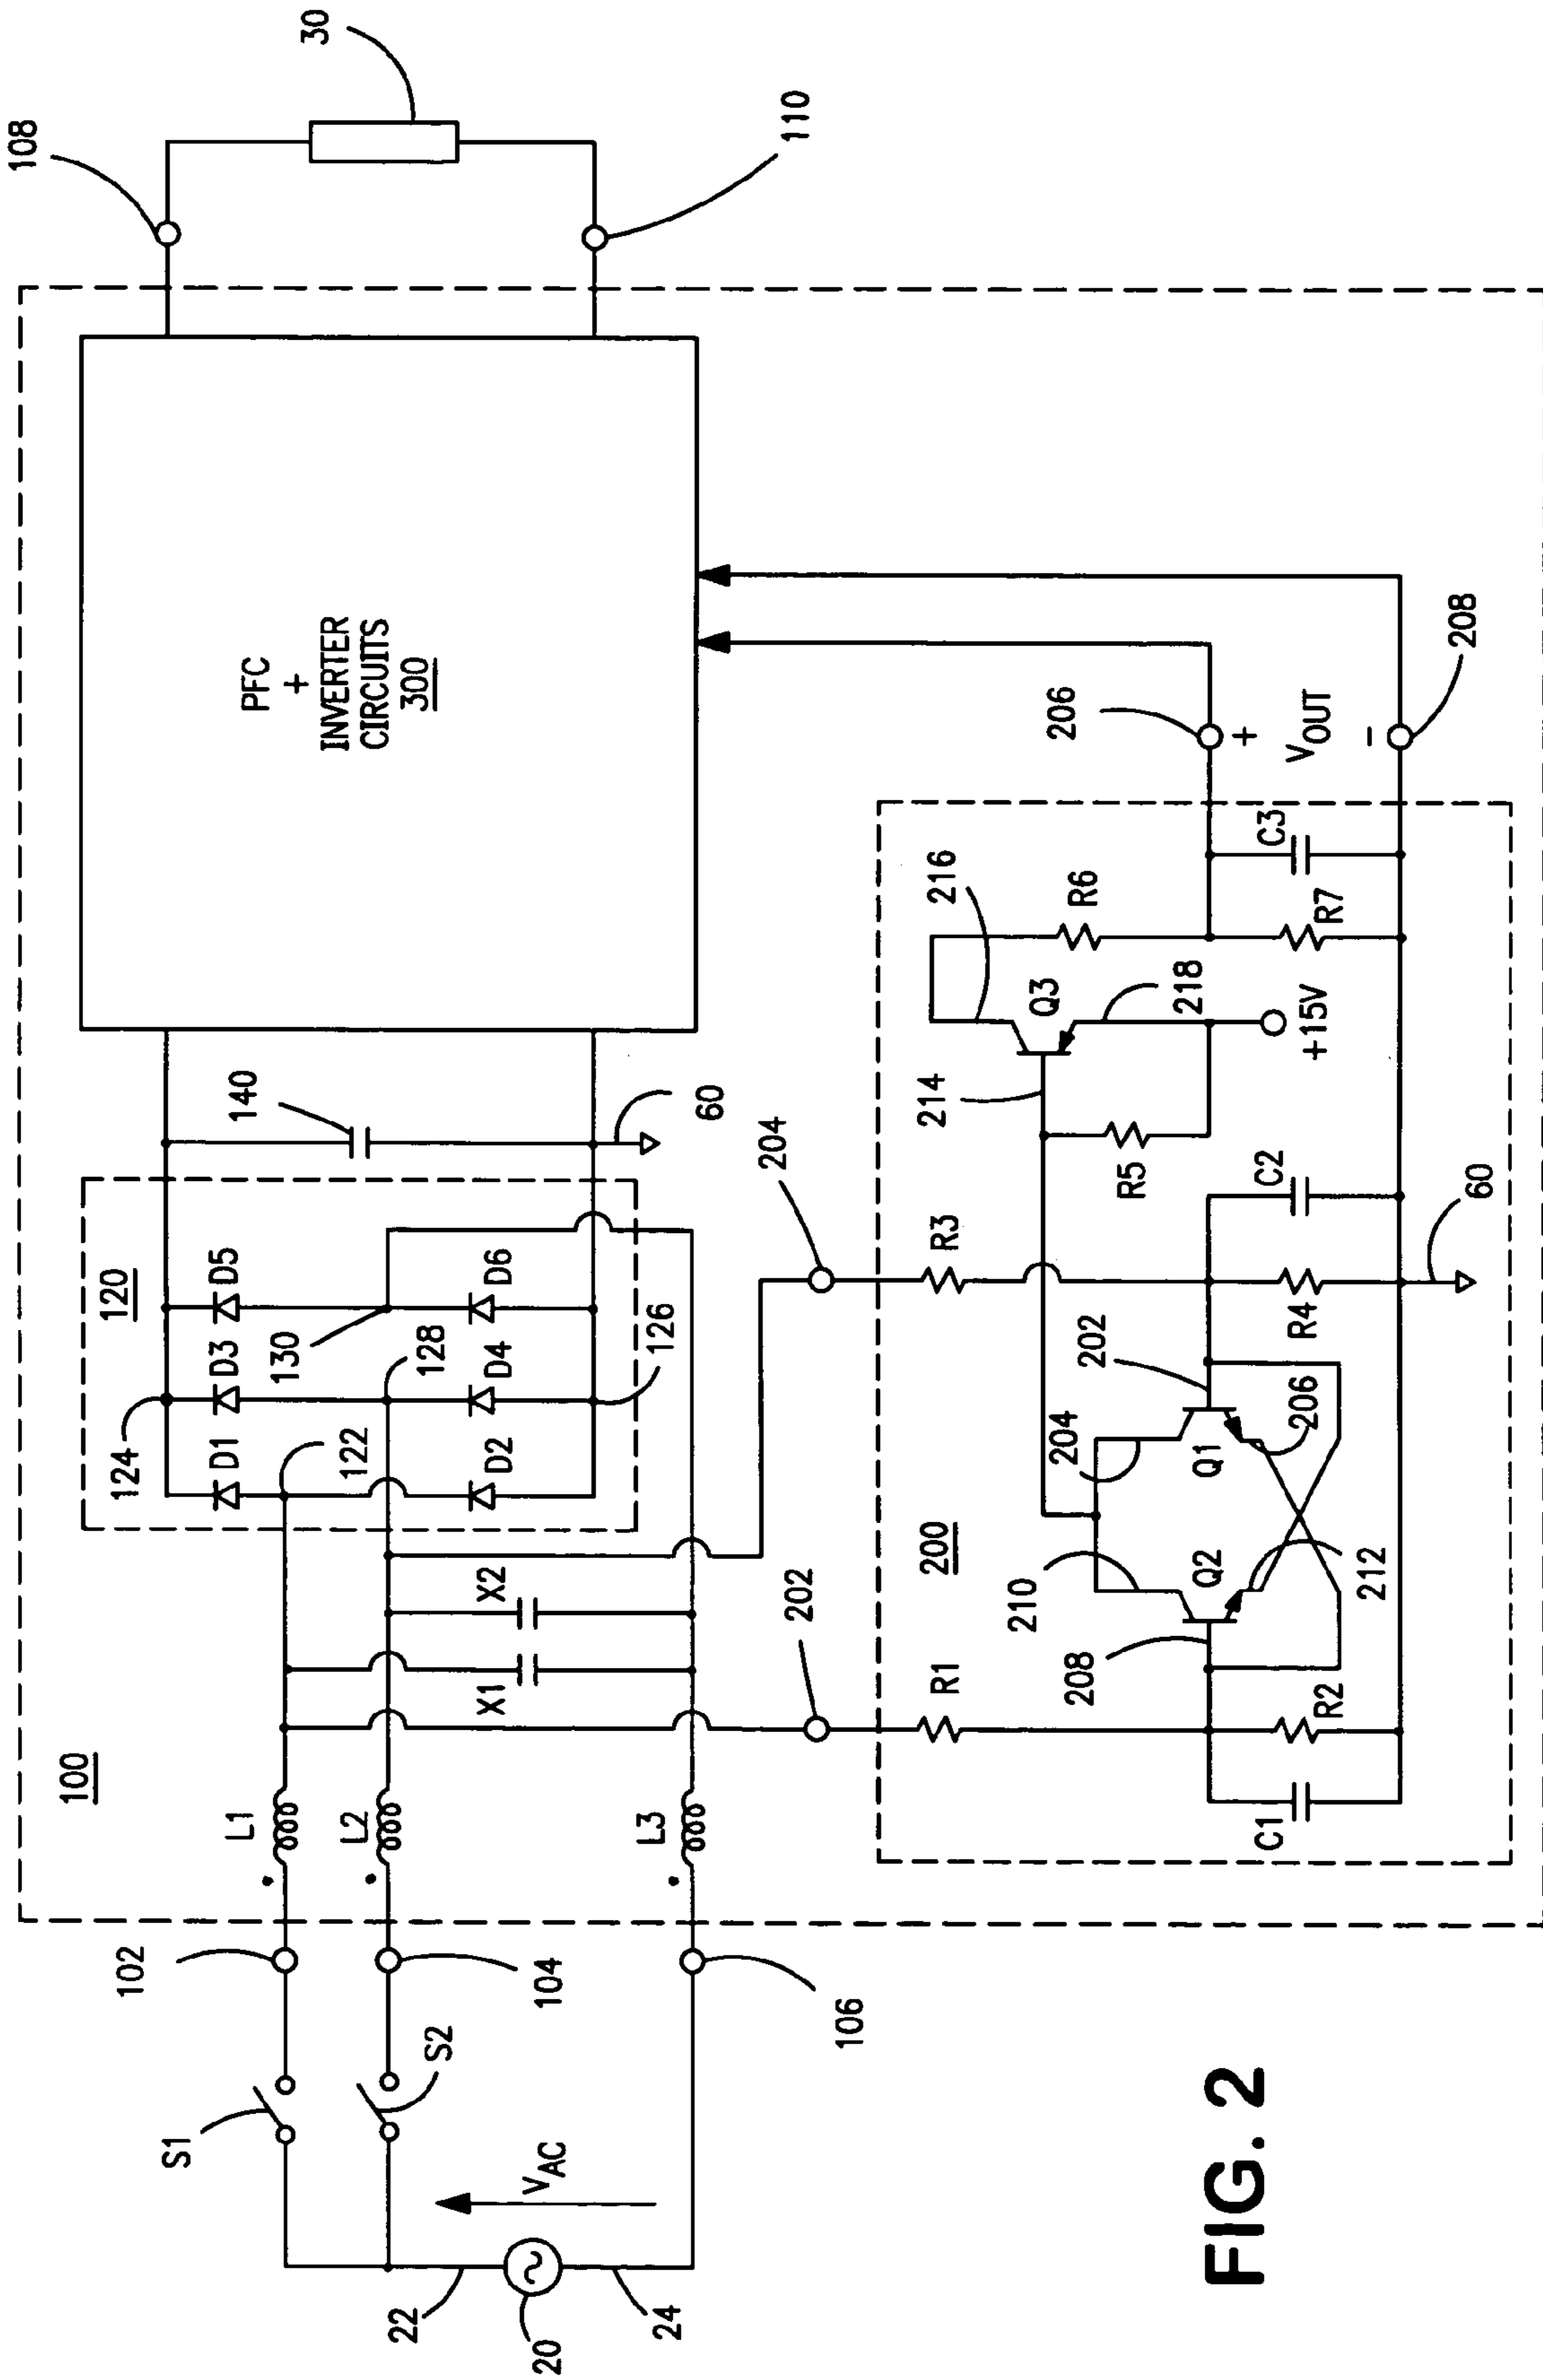 100
S1
102
L1
S2
104
L2
L3
106
22
20
24
VAC
X1
X2
120
124
D1
D3
D5
122
128
130
D2
D4
D6
126
140
60
PFC
+
INVERTER
CIRCUITS
300
108
30
110
202
204
200
R1
R3
210
204
Q2
Q1
208
202
212
206
C1
R2
R4
C2
60
R5
214
216
Q3
218
+15V
R6
R7
C3
206
+
VOUT
−
208
FIG. 2